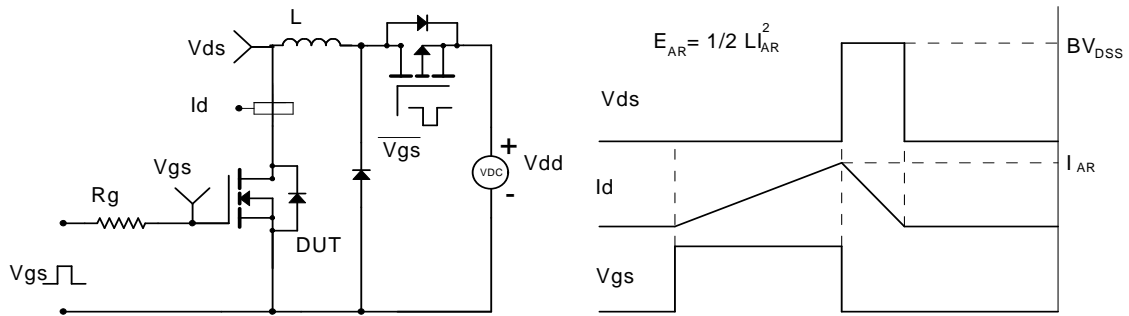 L
Vds
Id
Vgs
Vgs
+
VDC
Vdd
-
Rg
DUT
Vgs
E_AR = 1/2 LI²_AR
BV_DSS
Vds
I_AR
Id
Vgs